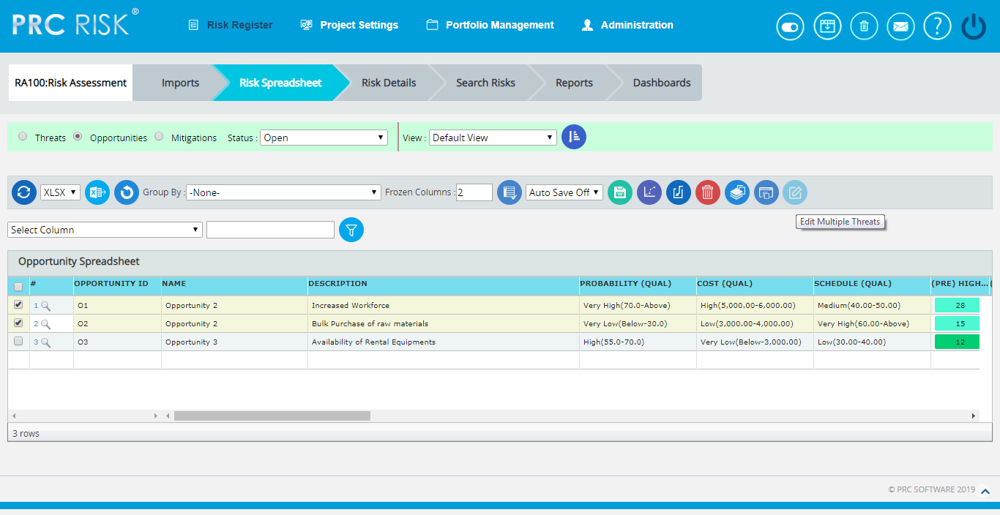 PRC RISK®
Risk Register Project Settings Portfolio Management Administration ?
RA100:Risk Assessment Imports Risk Spreadsheet Risk Details Search Risks Reports Dashboards
Threats Opportunities Mitigations Status : Open View : Default View
XLSX Group By : -None- Frozen Columns : 2 Auto Save Off
Select Column
Edit Multiple Threats
Opportunity Spreadsheet
# OPPORTUNITY ID NAME DESCRIPTION PROBABILITY (QUAL) COST (QUAL) SCHEDULE (QUAL) (PRE) HIGH... (
1 O1 Opportunity 2 Increased Workforce Very High(70.0-Above) High(5,000.00-6,000.00) Medium(40.00-50.00) 28
2 O2 Opportunity 2 Bulk Purchase of raw materials Very Low(Below-30.0) Low(3,000.00-4,000.00) Very High(60.00-Above) 15
3 O3 Opportunity 3 Availability of Rental Equipments High(55.0-70.0) Very Low(Below-3,000.00) Low(30.00-40.00) 12
3 rows
© PRC SOFTWARE 2019